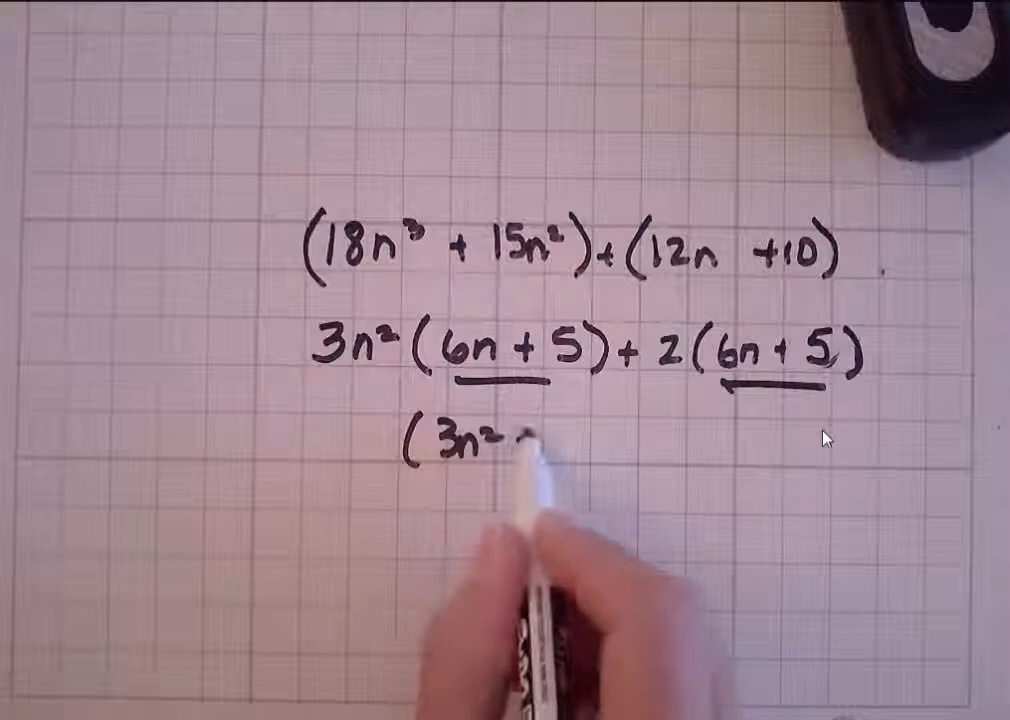 (18n³ + 15n²)+(12n +10)
3n²(6n + 5)+ 2(6n + 5)
(3n²